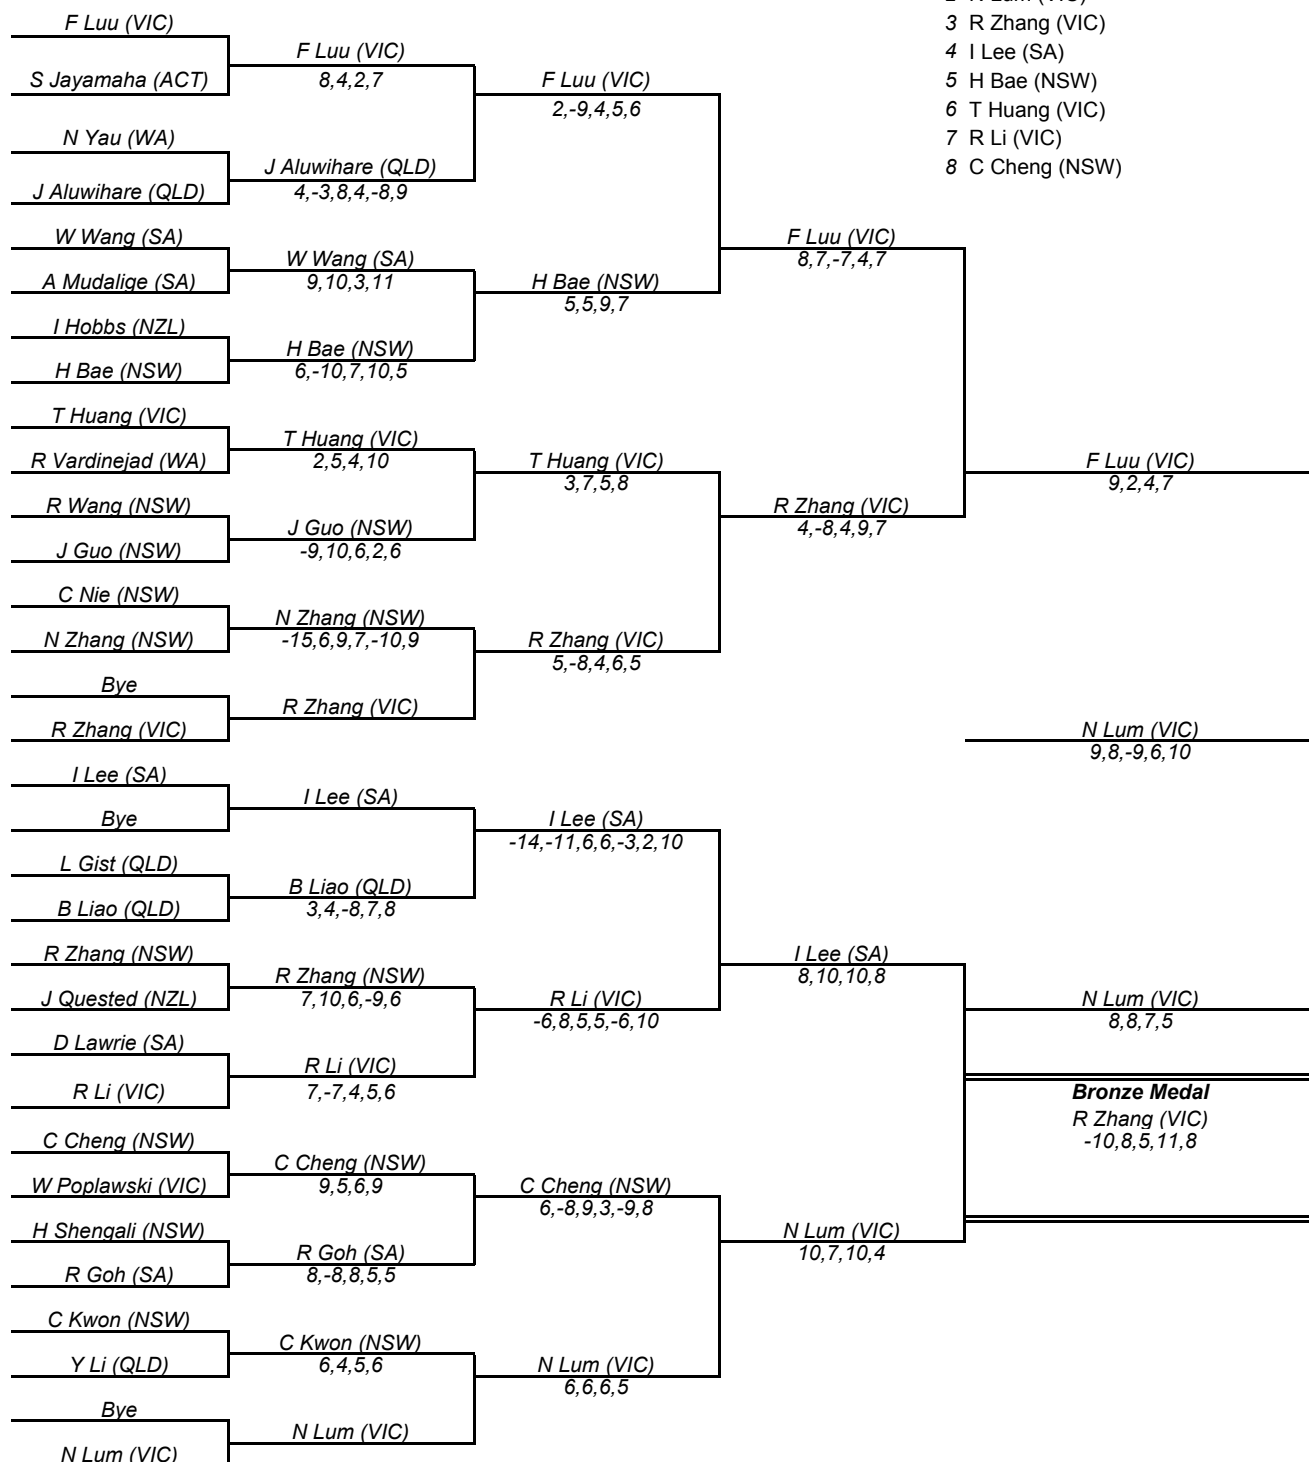 2 N Lum (VIC)
3 R Zhang (VIC)
4 I Lee (SA)
5 H Bae (NSW)
6 T Huang (VIC)
7 R Li (VIC)
8 C Cheng (NSW)
F Luu (VIC)
S Jayamaha (ACT)
N Yau (WA)
J Aluwihare (QLD)
W Wang (SA)
A Mudalige (SA)
I Hobbs (NZL)
H Bae (NSW)
T Huang (VIC)
R Vardinejad (WA)
R Wang (NSW)
J Guo (NSW)
C Nie (NSW)
N Zhang (NSW)
Bye
R Zhang (VIC)
I Lee (SA)
Bye
L Gist (QLD)
B Liao (QLD)
R Zhang (NSW)
J Quested (NZL)
D Lawrie (SA)
R Li (VIC)
C Cheng (NSW)
W Poplawski (VIC)
H Shengali (NSW)
R Goh (SA)
C Kwon (NSW)
Y Li (QLD)
Bye
N Lum (VIC)
F Luu (VIC)
8,4,2,7
J Aluwihare (QLD)
4,-3,8,4,-8,9
W Wang (SA)
9,10,3,11
H Bae (NSW)
6,-10,7,10,5
T Huang (VIC)
2,5,4,10
J Guo (NSW)
-9,10,6,2,6
N Zhang (NSW)
-15,6,9,7,-10,9
R Zhang (VIC)
I Lee (SA)
B Liao (QLD)
3,4,-8,7,8
R Zhang (NSW)
7,10,6,-9,6
R Li (VIC)
7,-7,4,5,6
C Cheng (NSW)
9,5,6,9
R Goh (SA)
8,-8,8,5,5
C Kwon (NSW)
6,4,5,6
N Lum (VIC)
F Luu (VIC)
2,-9,4,5,6
H Bae (NSW)
5,5,9,7
T Huang (VIC)
3,7,5,8
R Zhang (VIC)
5,-8,4,6,5
I Lee (SA)
-14,-11,6,6,-3,2,10
R Li (VIC)
-6,8,5,5,-6,10
C Cheng (NSW)
6,-8,9,3,-9,8
N Lum (VIC)
6,6,6,5
F Luu (VIC)
8,7,-7,4,7
R Zhang (VIC)
4,-8,4,9,7
I Lee (SA)
8,10,10,8
N Lum (VIC)
10,7,10,4
F Luu (VIC)
9,2,4,7
N Lum (VIC)
9,8,-9,6,10
N Lum (VIC)
8,8,7,5
Bronze Medal
R Zhang (VIC)
-10,8,5,11,8